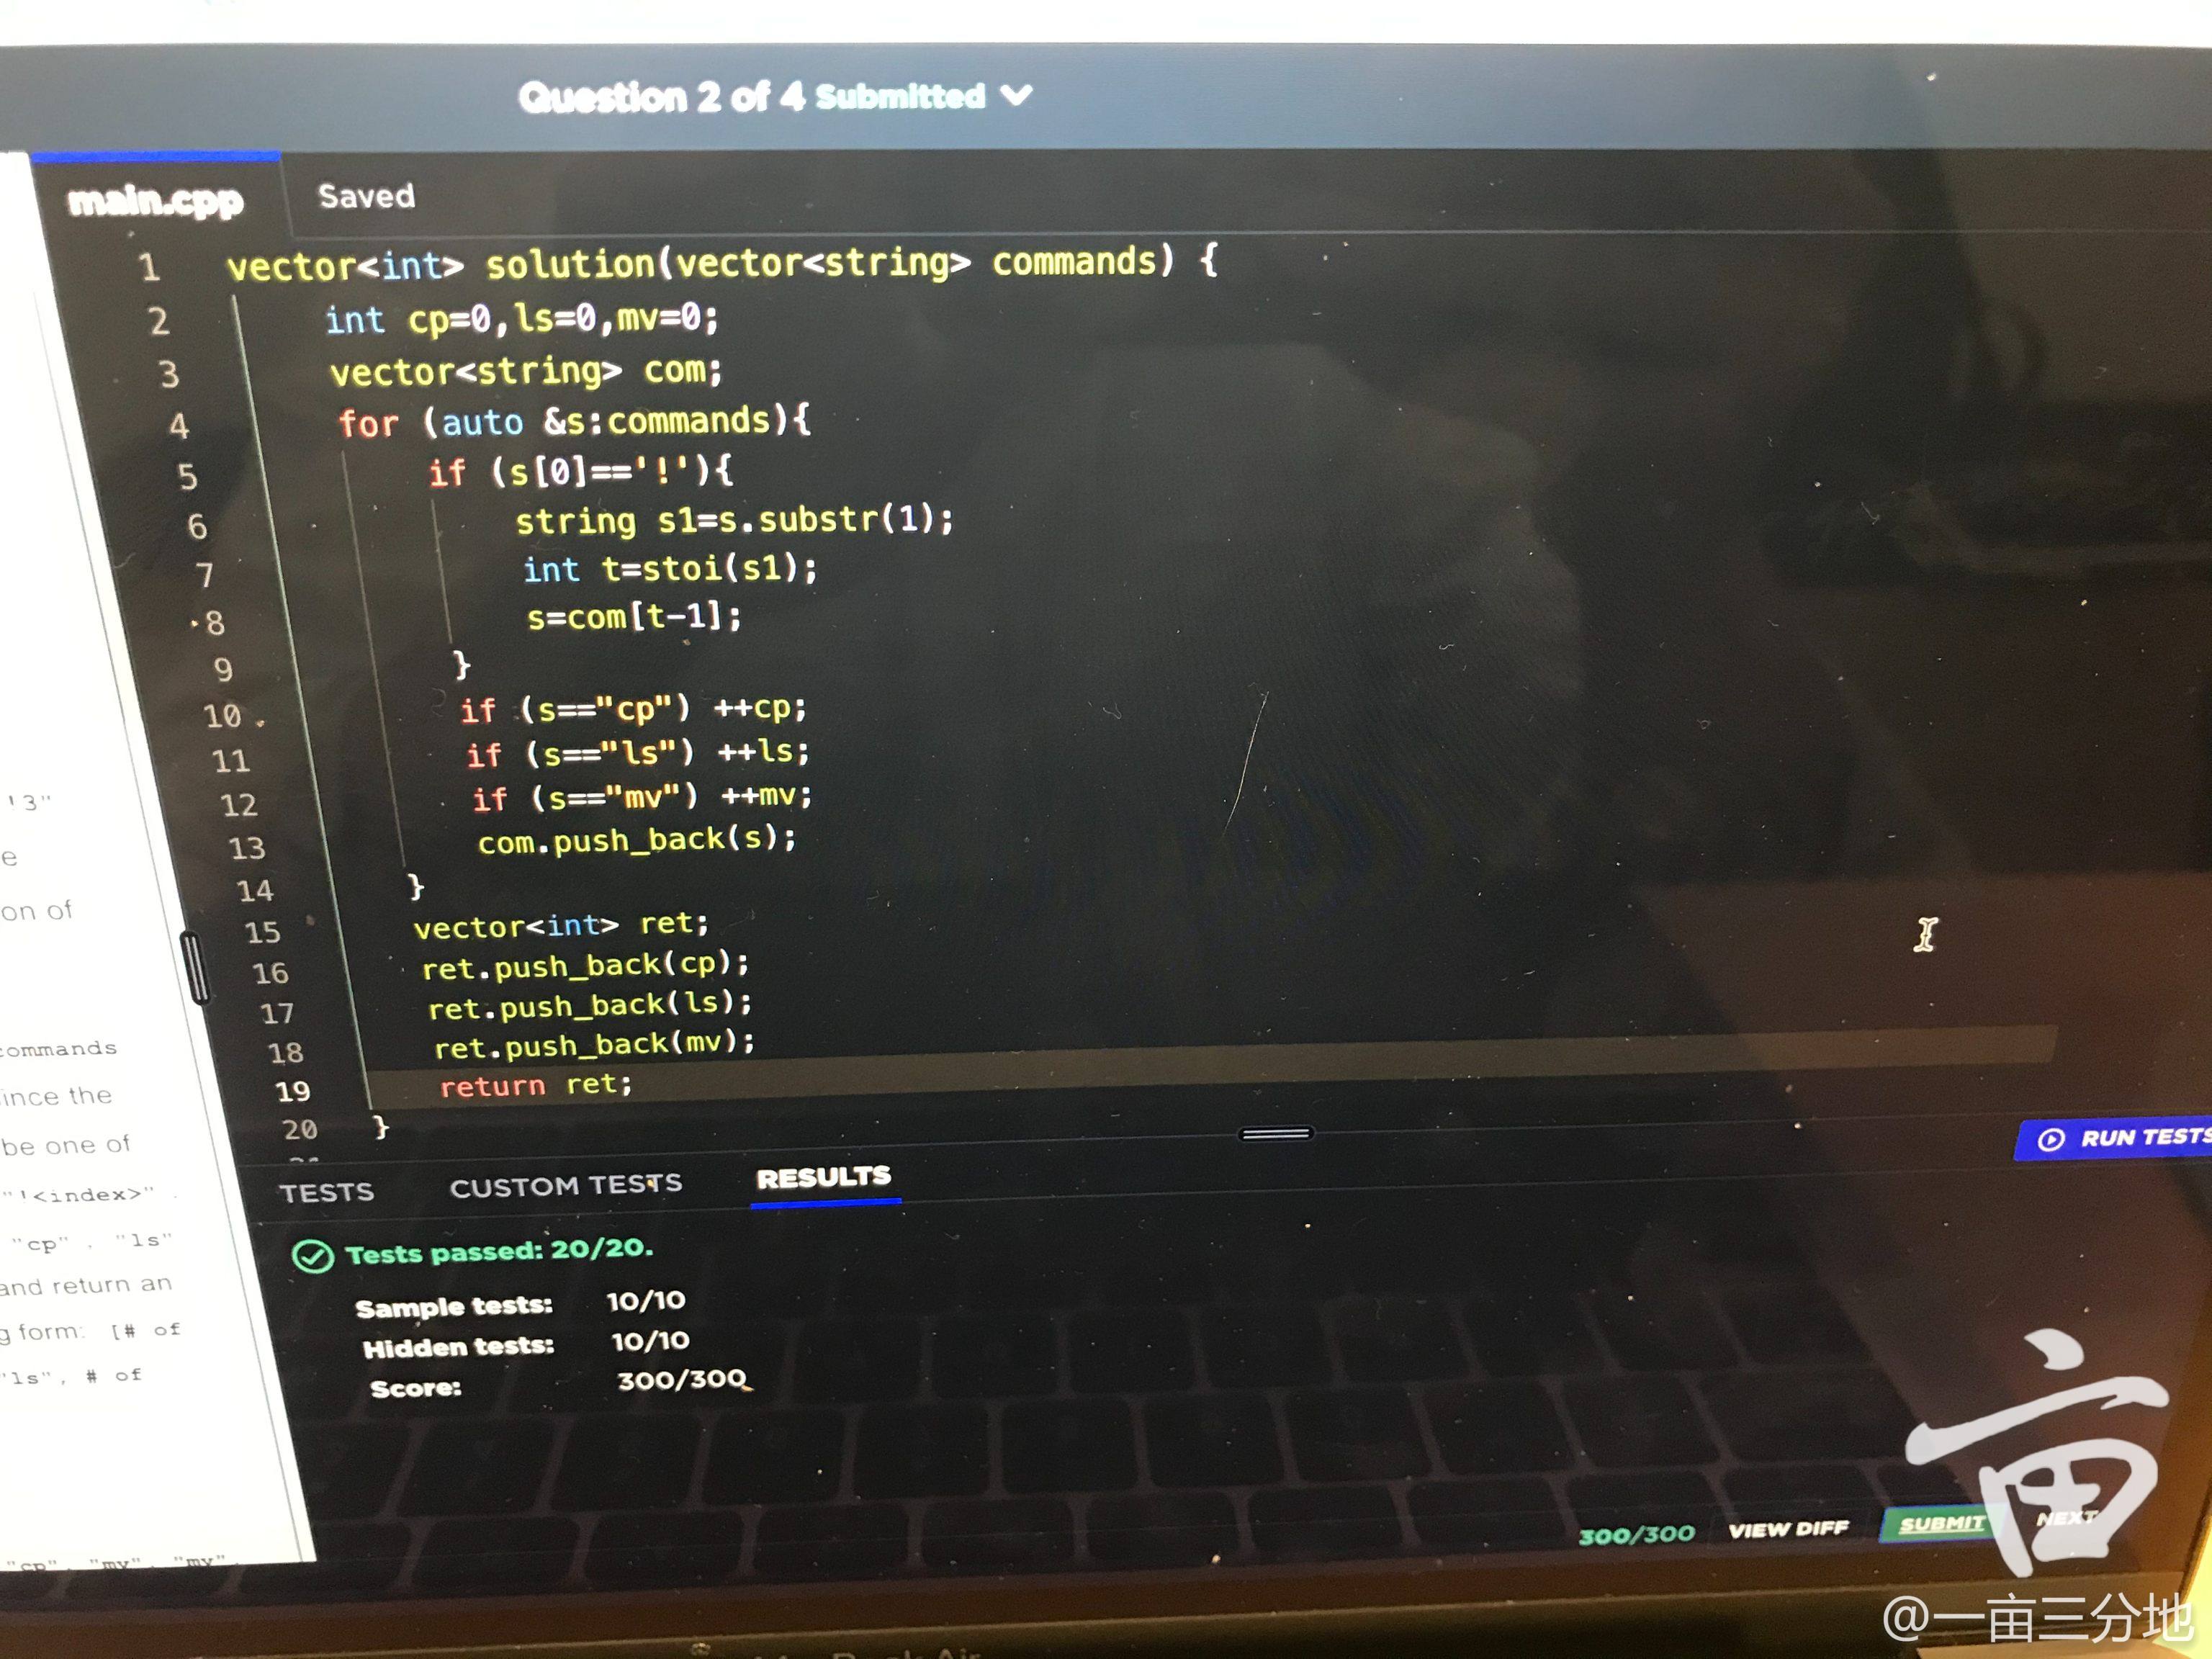 Question 2 of 4 Submitted
main.cpp
Saved
1 vector<int> solution(vector<string> commands) {
2 int cp=0,ls=0,mv=0;
3 vector<string> com;
4 for (auto &s:commands){
5 if (s[0]=='!'){
6 string s1=s.substr(1);
7 int t=stoi(s1);
8 s=com[t-1];
9 }
10 if (s=="cp") ++cp;
11 if (s=="ls") ++ls;
12 if (s=="mv") ++mv;
13 com.push_back(s);
14 }
15 vector<int> ret;
16 ret.push_back(cp);
17 ret.push_back(ls);
18 ret.push_back(mv);
19 return ret;
20 }
!3"
e
on of
commands
ince the
be one of
"!<index>" .
"cp" , "ls"
and return an
g form: [# of
"ls", # of
"cp", "mv", "mv",
RUN TESTS
TESTS
CUSTOM TESTS
RESULTS
Tests passed: 20/20.
Sample tests: 10/10
Hidden tests: 10/10
Score: 300/300
300/300
VIEW DIFF
SUBMIT
NEXT
亩
@一亩三分地